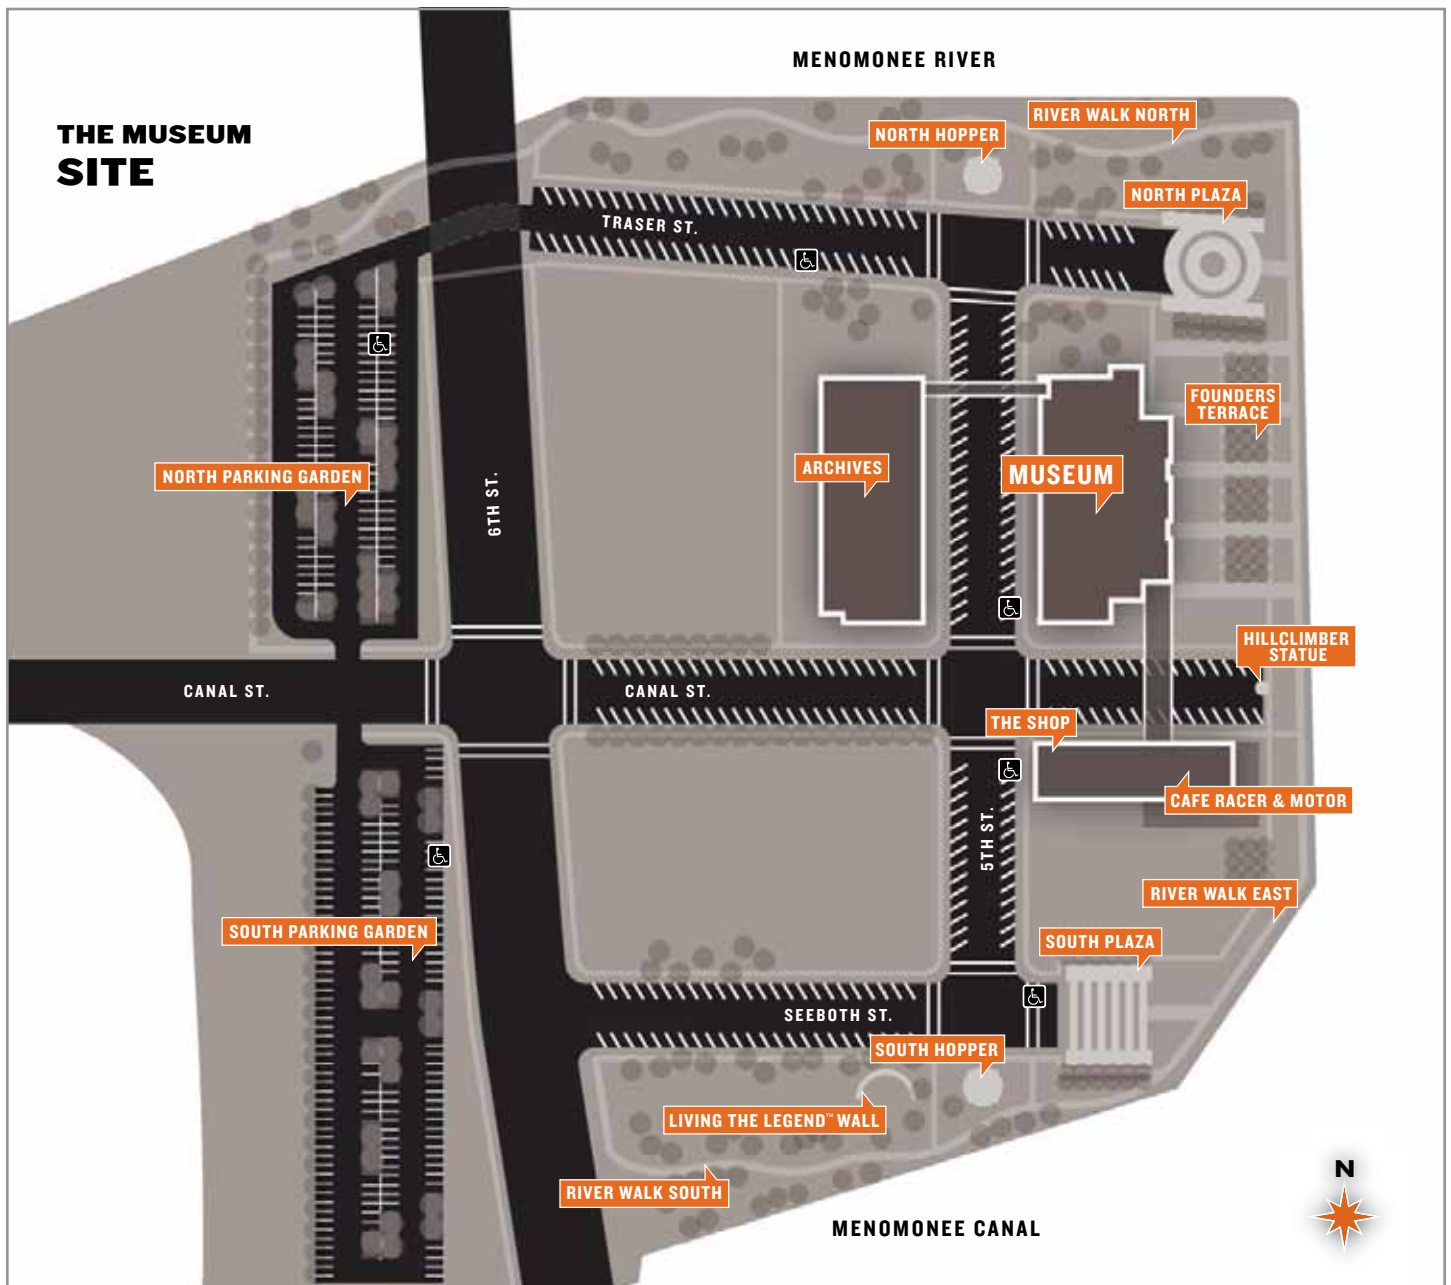 MENOMONEE RIVER
THE MUSEUM
SITE
RIVER WALK NORTH
NORTH HOPPER
NORTH PLAZA
TRASER ST.
FOUNDERS
TERRACE
ARCHIVES
MUSEUM
NORTH PARKING GARDEN
6TH ST.
HILLCLIMBER
STATUE
CANAL ST.
CANAL ST.
THE SHOP
CAFE RACER & MOTOR
5TH ST.
RIVER WALK EAST
SOUTH PARKING GARDEN
SOUTH PLAZA
SEEBOTH ST.
SOUTH HOPPER
LIVING THE LEGEND™ WALL
N
RIVER WALK SOUTH
MENOMONEE CANAL